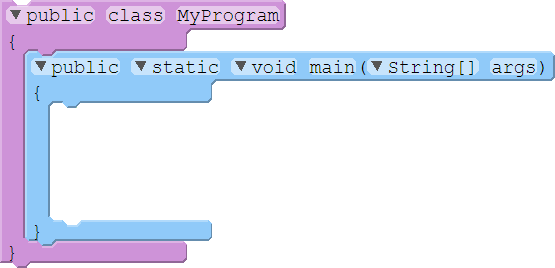 ▼public class MyProgram
{
▼public ▼static ▼void main(▼String[] args)
{
}
}